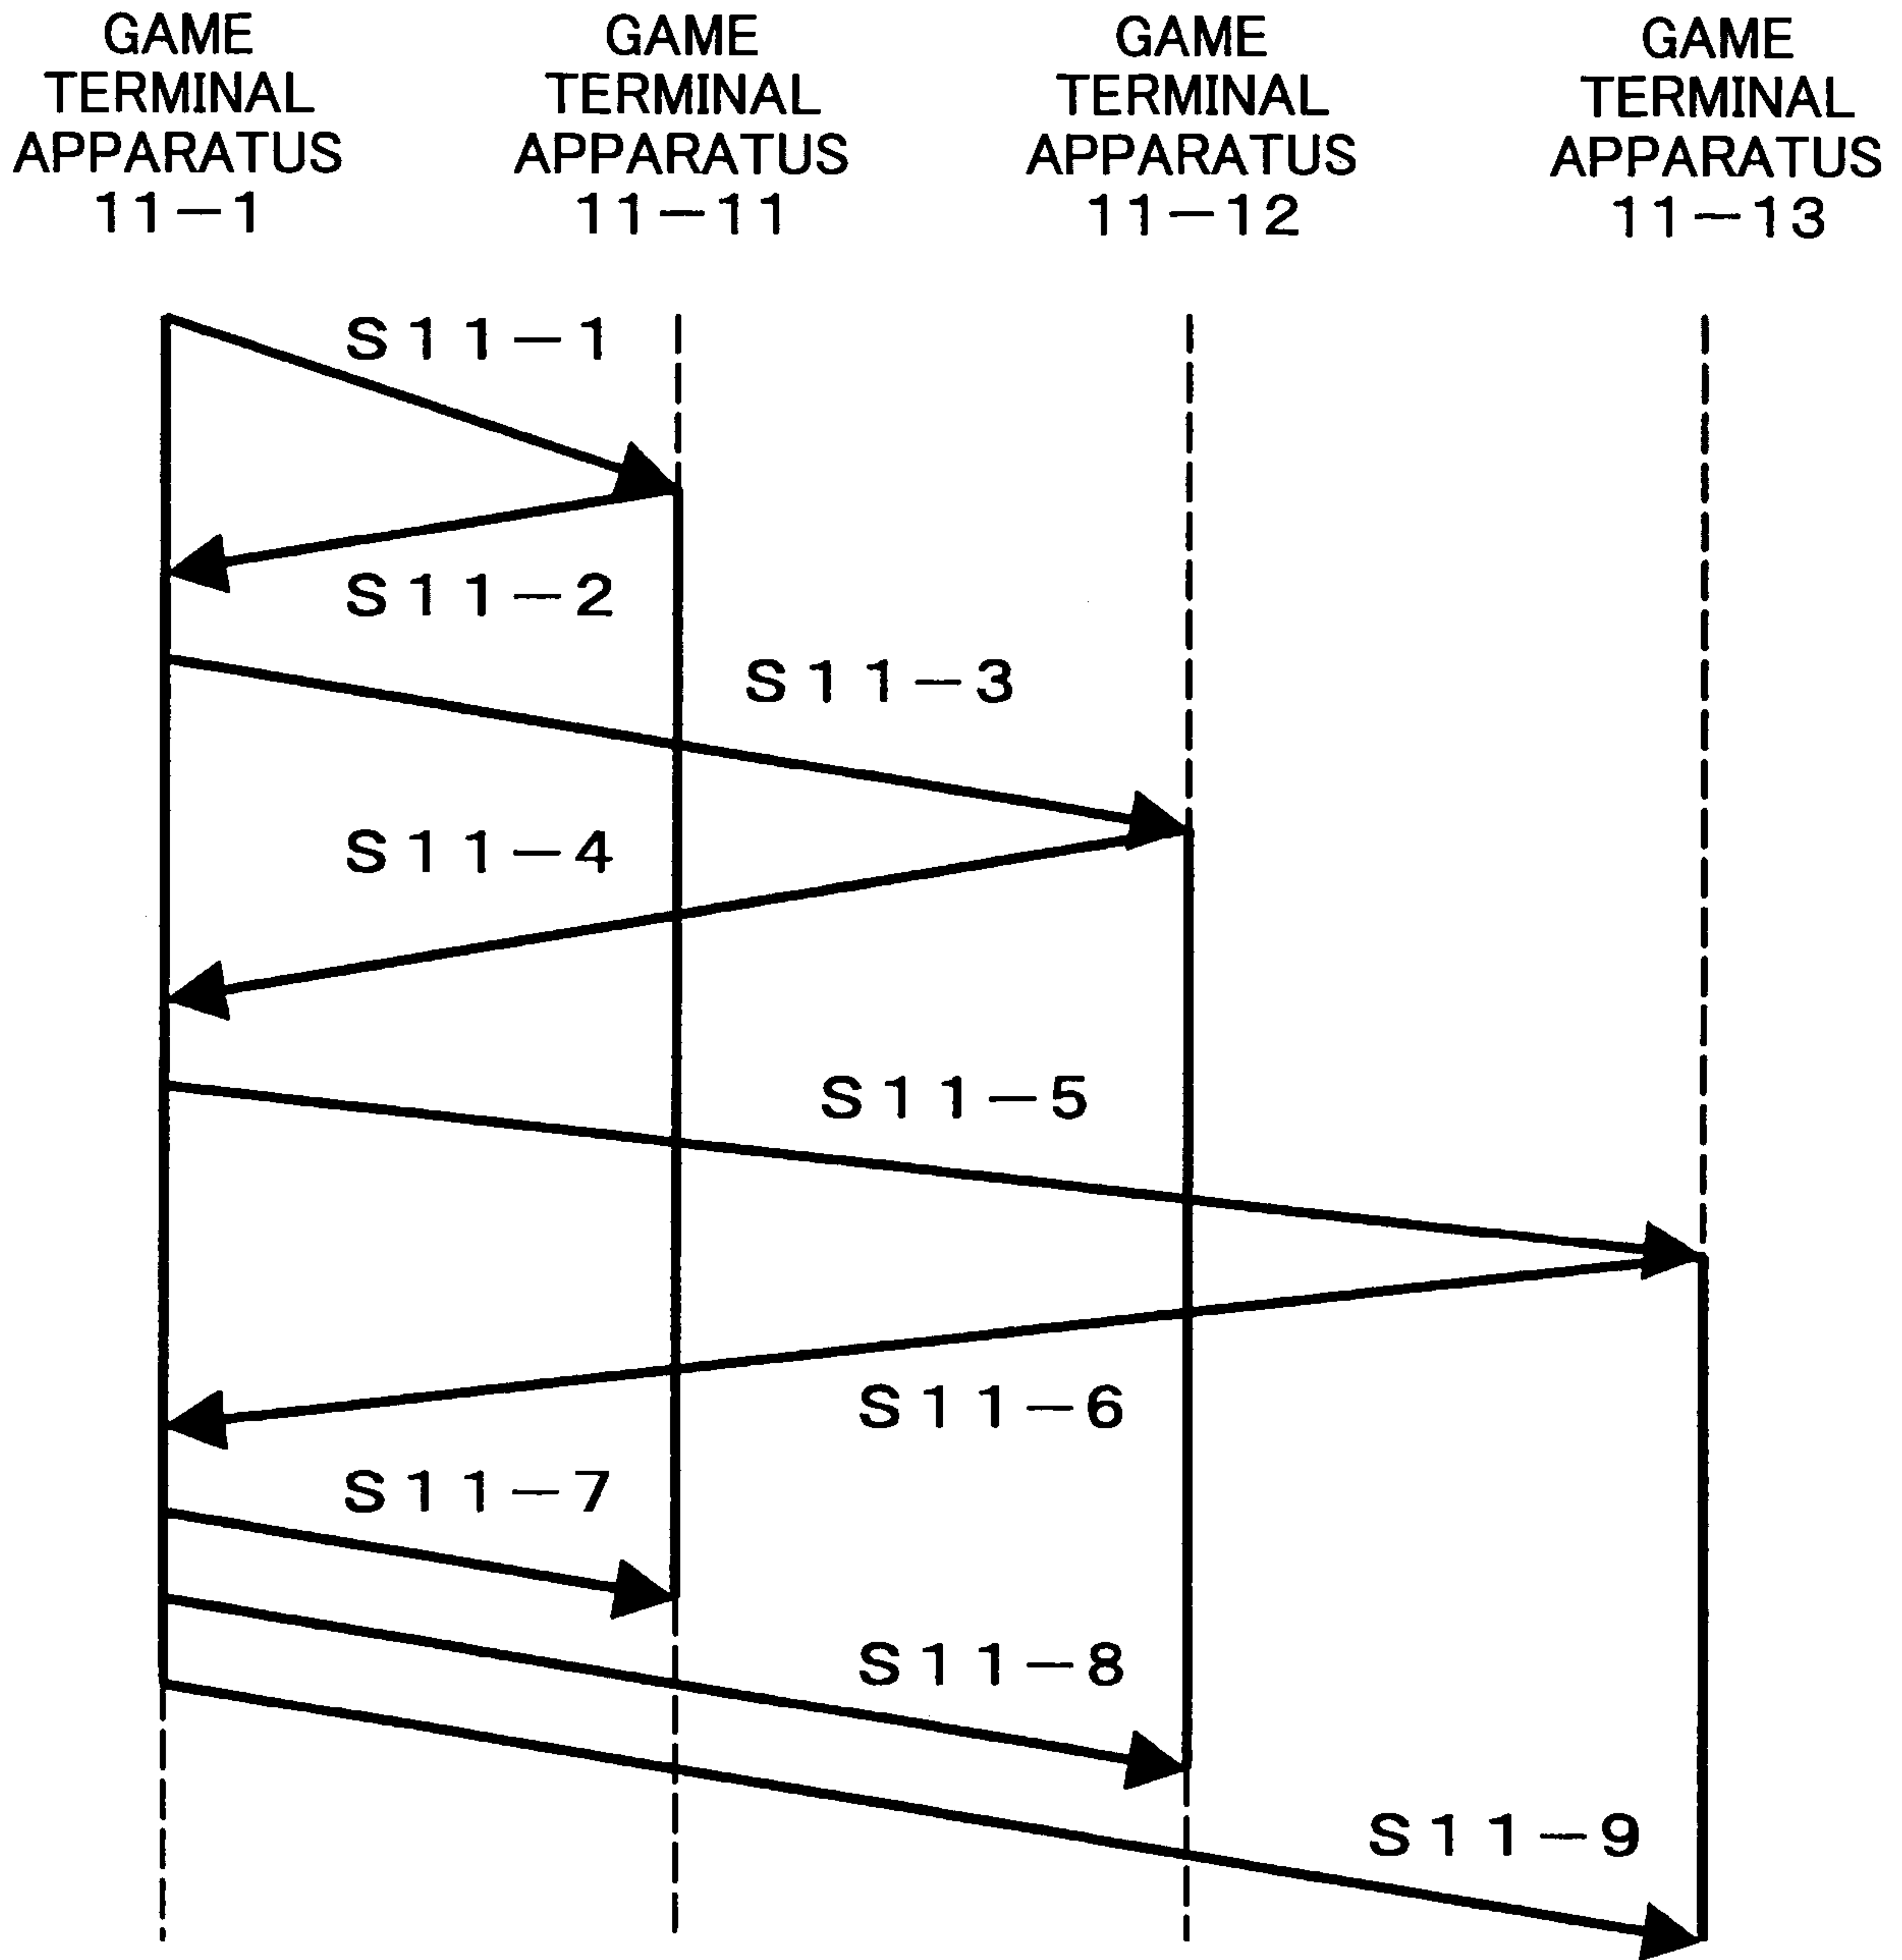 GAME
TERMINAL
APPARATUS
11-1
GAME
TERMINAL
APPARATUS
11-11
GAME
TERMINAL
APPARATUS
11-12
GAME
TERMINAL
APPARATUS
11-13
S11-1
S11-2
S11-3
S11-4
S11-5
S11-6
S11-7
S11-8
S11-9